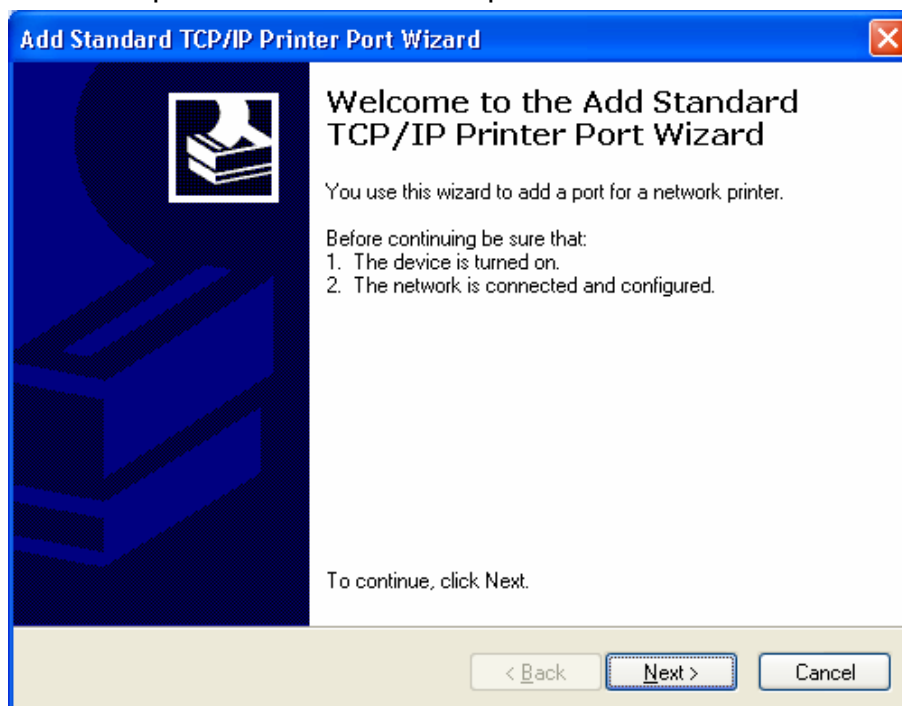 Add Standard TCP/IP Printer Port Wizard
Welcome to the Add Standard
TCP/IP Printer Port Wizard
You use this wizard to add a port for a network printer.
Before continuing be sure that:
1. The device is turned on.
2. The network is connected and configured.
To continue, click Next.
< Back
Next >
Cancel